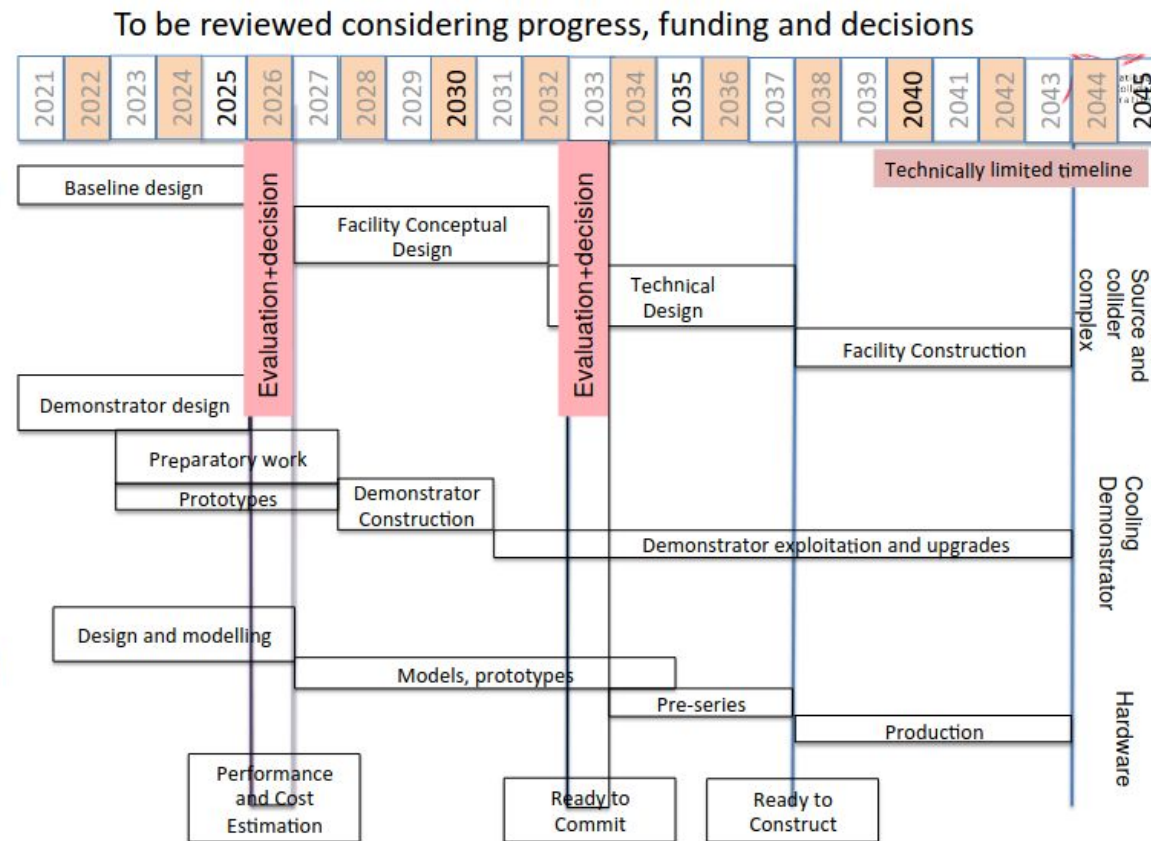 To be reviewed considering progress, funding and decisions
2021 2022 2023 2024 2025 2026 2027 2028 2029 2030 2031 2032 2033 2034 2035 2036 2037 2038 2039 2040 2041 2042 2043 2044 2045
Technically limited timeline
Baseline design
Evaluation+decision
Evaluation+decision
Facility Conceptual
Design
Technical
Design
Facility Construction
Source and
collider
complex
Demonstrator design
Preparatory work
Prototypes
Demonstrator
Construction
Demonstrator exploitation and upgrades
Cooling
Demonstrator
Design and modelling
Models, prototypes
Pre-series
Production
Hardware
Performance
and Cost
Estimation
Ready to
Commit
Ready to
Construct